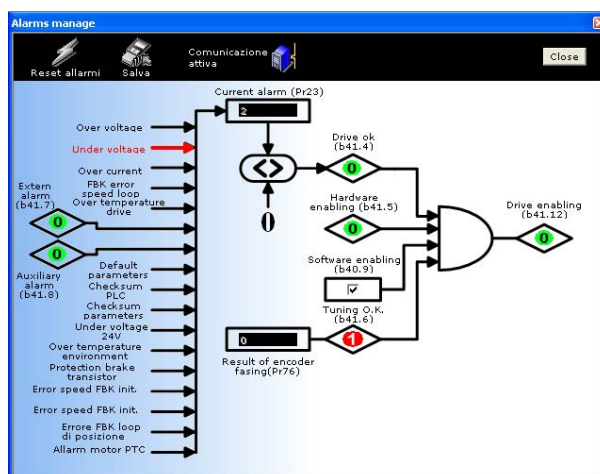 Alarms manage
Reset allarmi
Salva
Comunicazione
attiva
Close
Current alarm (Pr23)
2
Over voltage
Under voltage
Over current
FBK error
speed loop
Over temperature
drive
Extern
alarm
(b41.7)
0
0
Auxiliary
alarm
(b41.8)
Default
parameters
Checksum
PLC
Checksum
parameters
Under voltage
24V
Over temperature
environment
Protection brake
transistor
Error speed FBK init.
Error speed FBK init.
Errore FBK loop
di posizione
Allarm motor PTC
<>
0
Drive ok
(b41.4)
0
Hardware
enabling (b41.5)
0
Software enabling
(b40.9)
Tuning O.K.
(b41.6)
1
0
Result of encoder
fasing(Pr76)
Drive enabling
(b41.12)
0